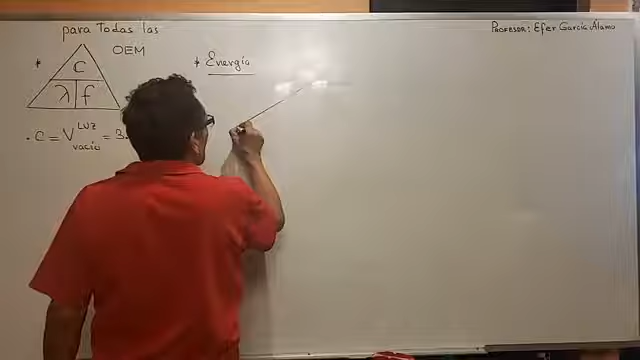 para Todas las
OEM
Profesor: Efer García Álamo
* Energía
*
C
λ f
. C = V LUZ vacío = 3.